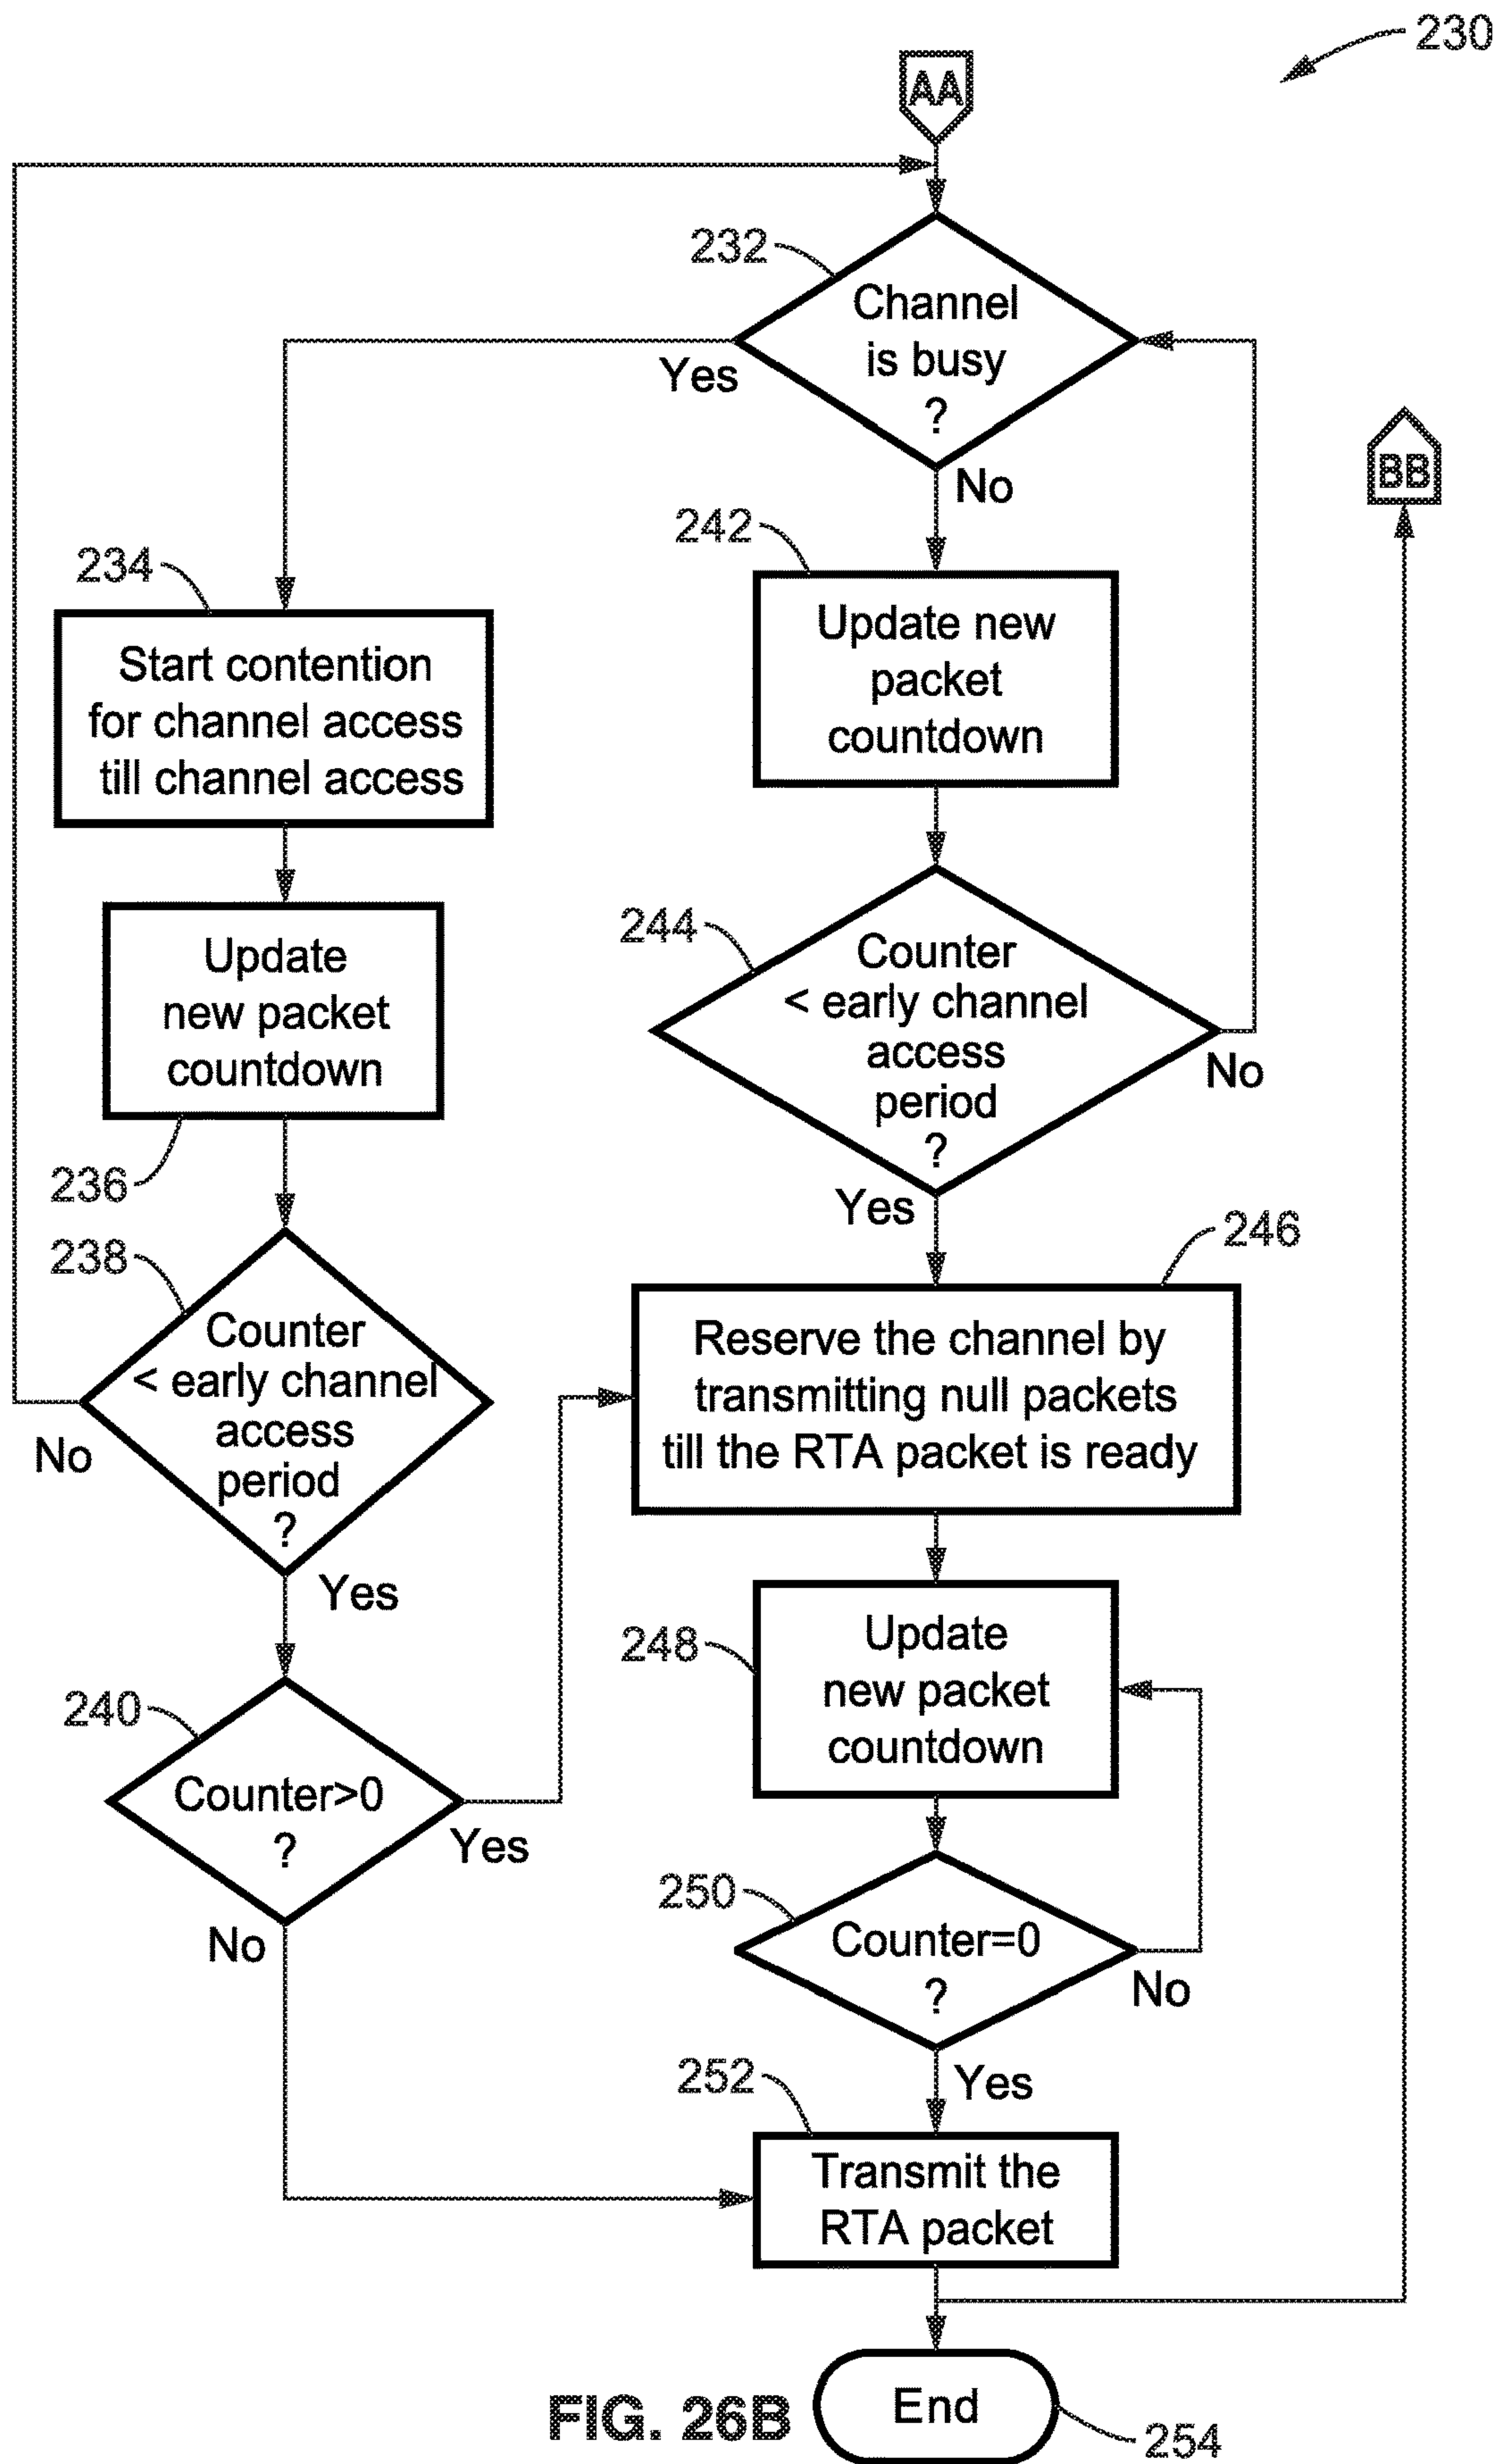 230
AA
232
Channel
is busy
?
Yes
No
BB
242
Update new
packet
countdown
234
Start contention
for channel access
till channel access
244
Counter
< early channel
access
period
?
No
Yes
Update
new packet
countdown
236
238
Counter
< early channel
access
period
?
No
Yes
246
Reserve the channel by
transmitting null packets
till the RTA packet is ready
248
Update
new packet
countdown
240
Counter>0
?
Yes
No
250
Counter=0
?
No
Yes
252
Transmit the
RTA packet
End
254
FIG. 26B